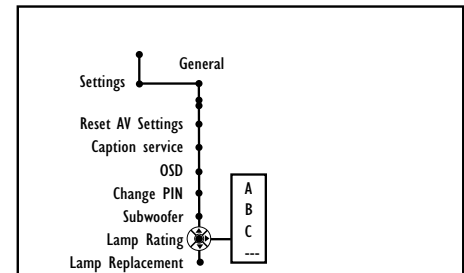 General
Settings
Reset AV Settings
Caption service
OSD
Change PIN
Subwoofer
Lamp Rating
Lamp Replacement
A
B
C
---